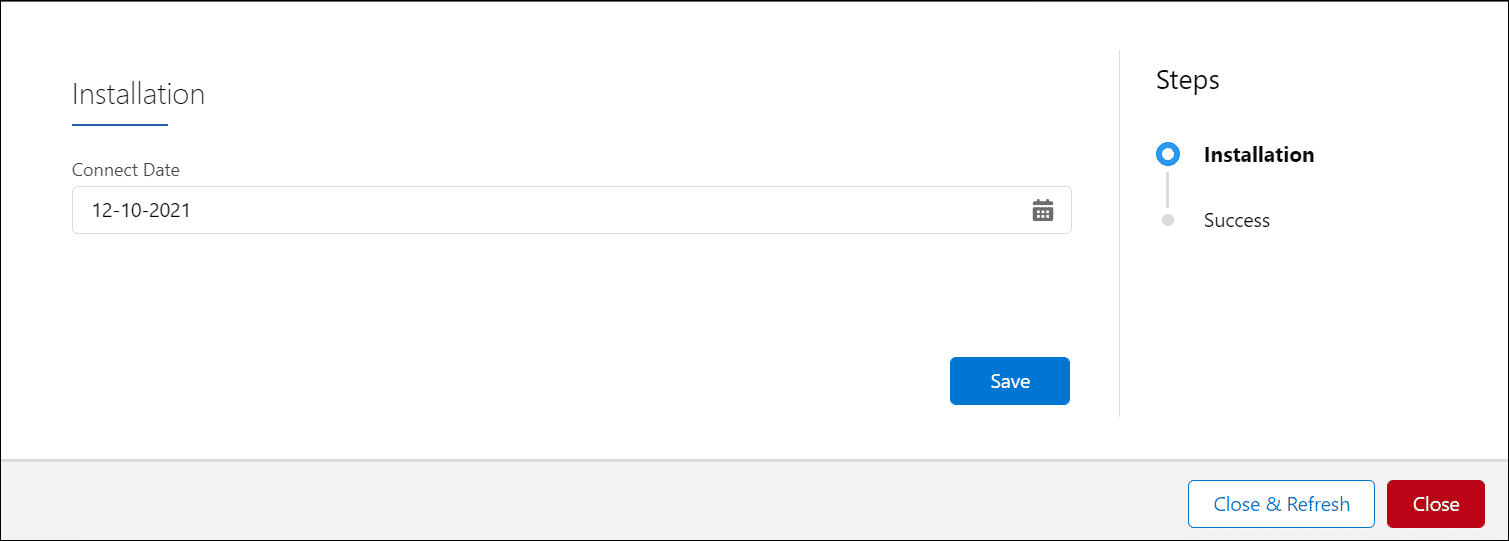 Installation
Connect Date
12-10-2021
Save
Steps
Installation
Success
Close & Refresh
Close